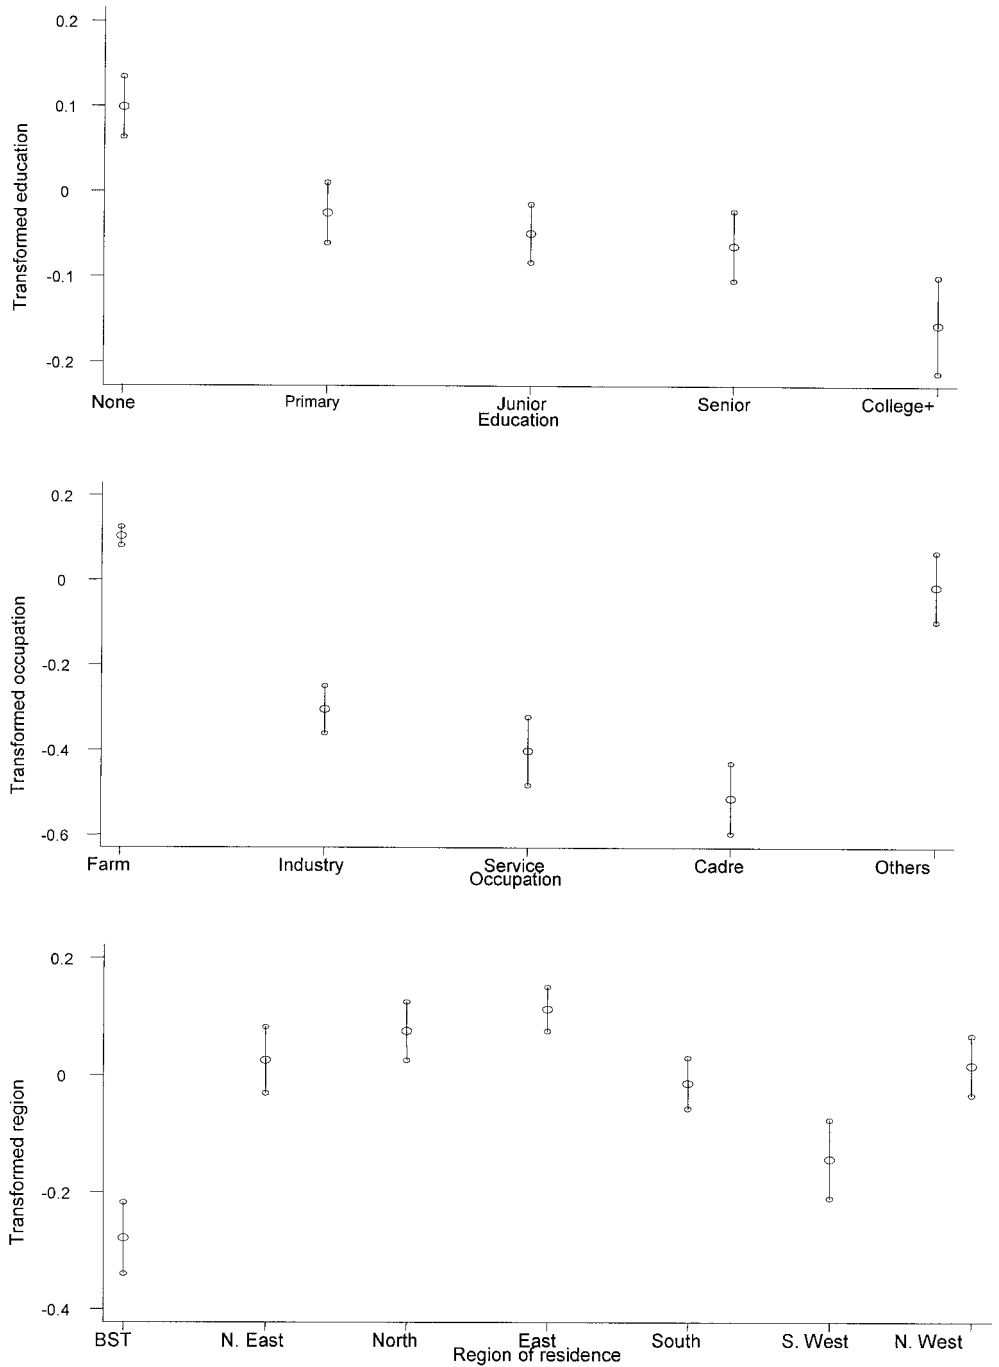 0.2
0.1
0
-0.1
-0.2
Transformed education
None Primary Junior Senior College+
Education
0.2
0
-0.2
-0.4
-0.6
Transformed occupation
Farm Industry Service Cadre Others
Occupation
0.2
0
-0.2
-0.4
Transformed region
BST N. East North East South S. West N. West
Region of residence